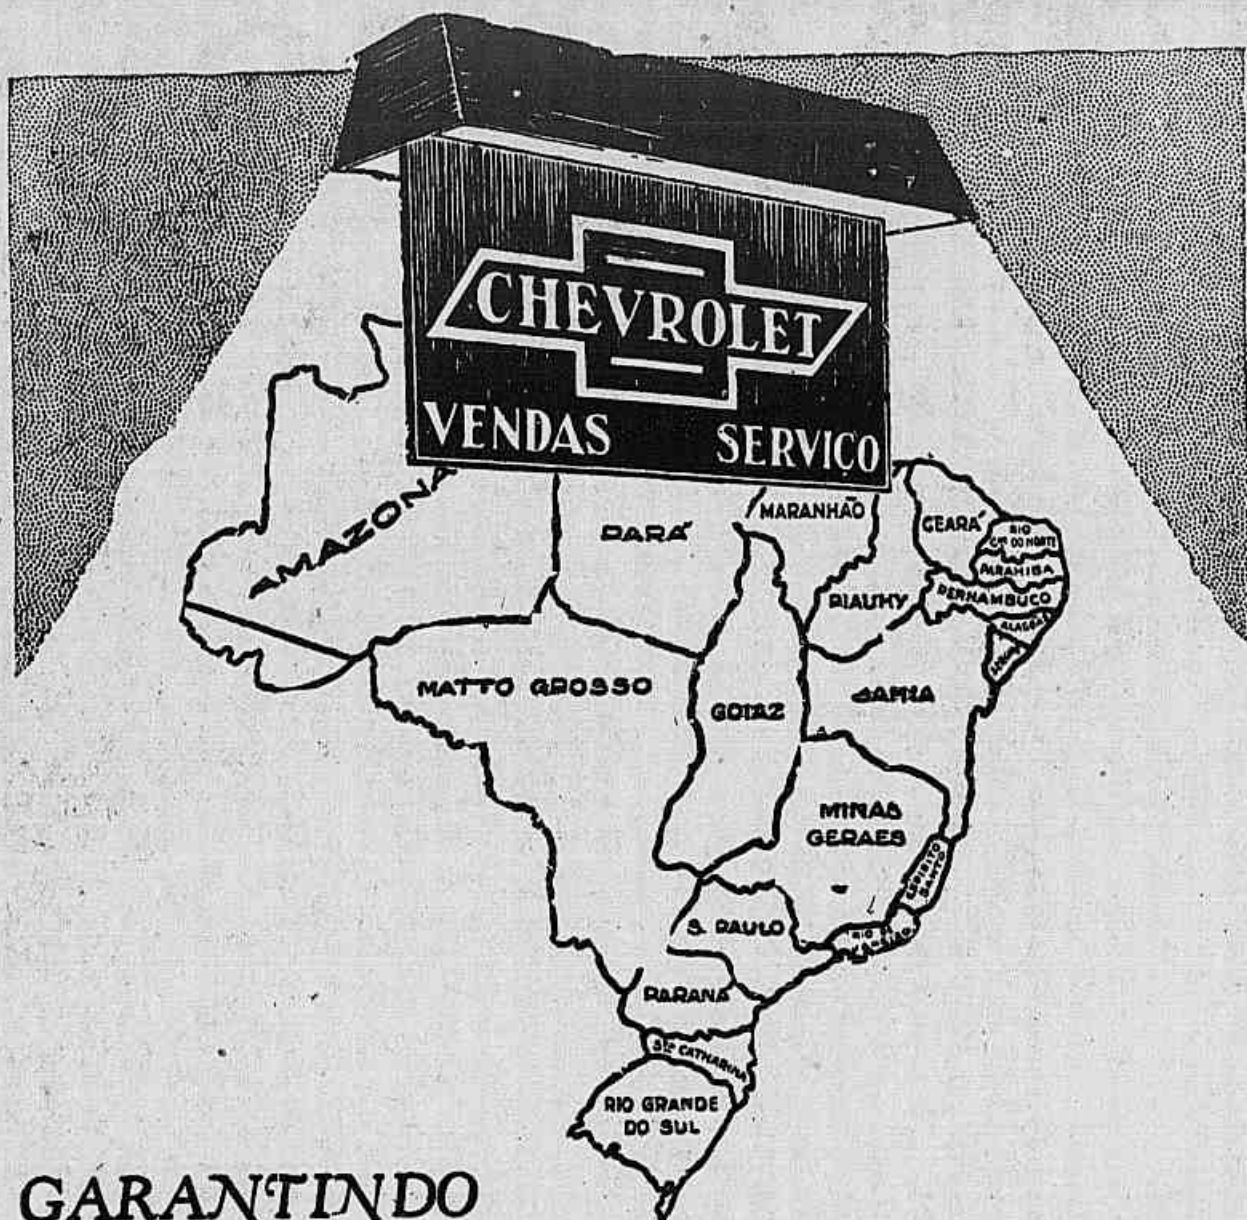 CHEVROLET
VENDAS SERVIÇO
AMAZONA
PARÁ
MARANHÃO
CEARÁ
RIO
GDE DO NORTE
PARAHIBA
PERNAMBUCO
ALAGOAS
PIAUHY
MATTO GROSSO
GOIAZ
BAHIA
MINAS
GERAES
ESPIRITO
SANTO
S. PAULO
RIO DE
JANEIRO
PARANÁ
STA CATHARINA
RIO GRANDE
DO SUL
GARANTINDO